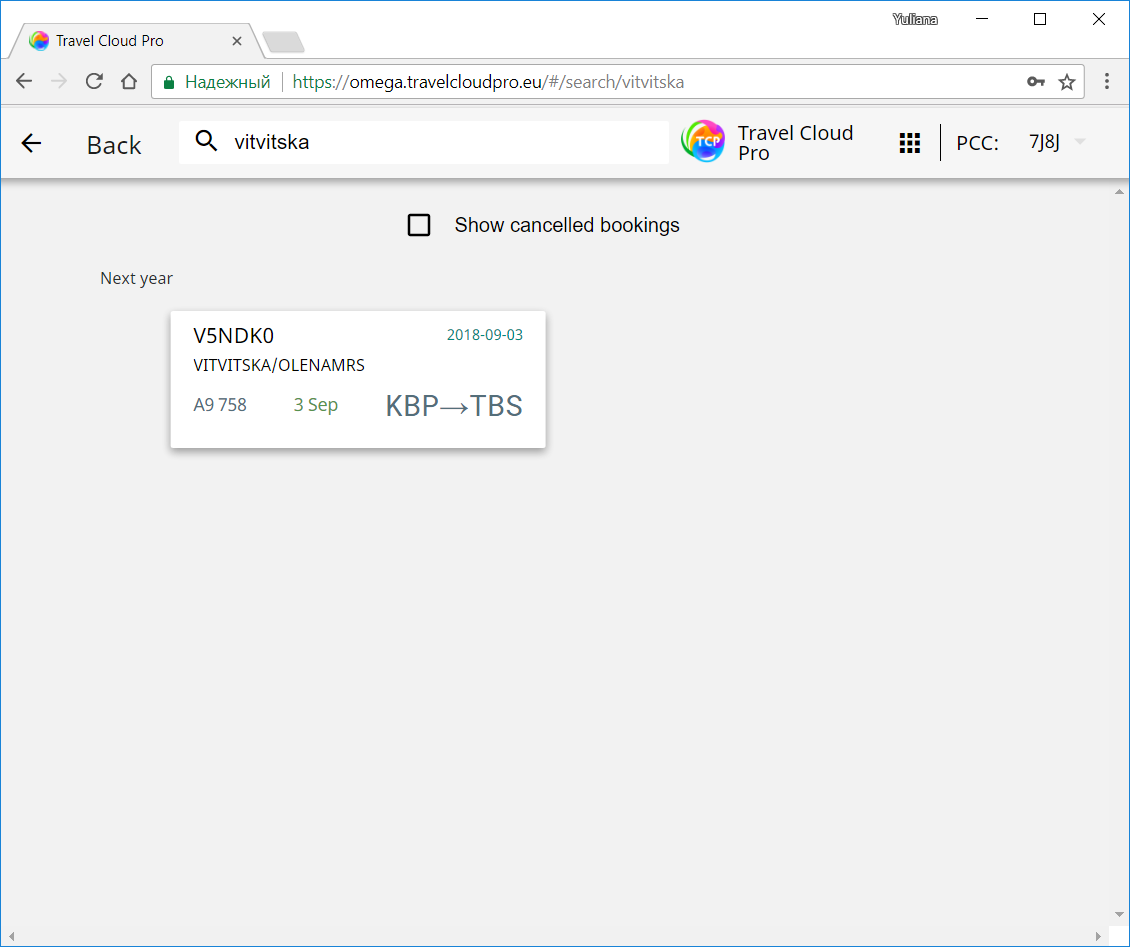 Yuliana
Travel Cloud Pro
Надежный https://omega.travelcloudpro.eu/#/search/vitvitska
Back vitvitska TCP Travel Cloud Pro PCC: 7J8J
Show cancelled bookings
Next year
V5NDK0 2018-09-03
VITVITSKA/OLENAMRS
A9 758 3 Sep KBP→TBS